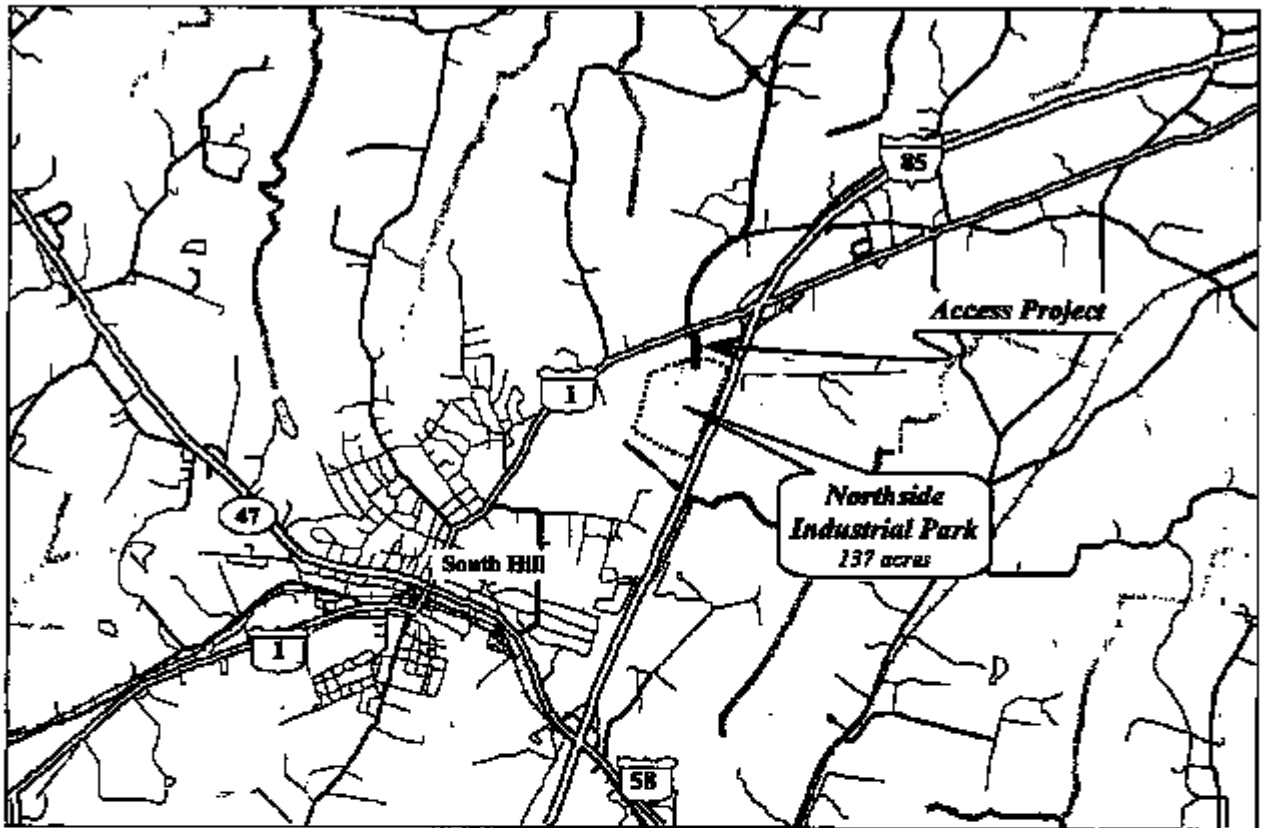 85
Access Project
1
Northside
Industrial Park
137 acres
47
South Hill
1
58